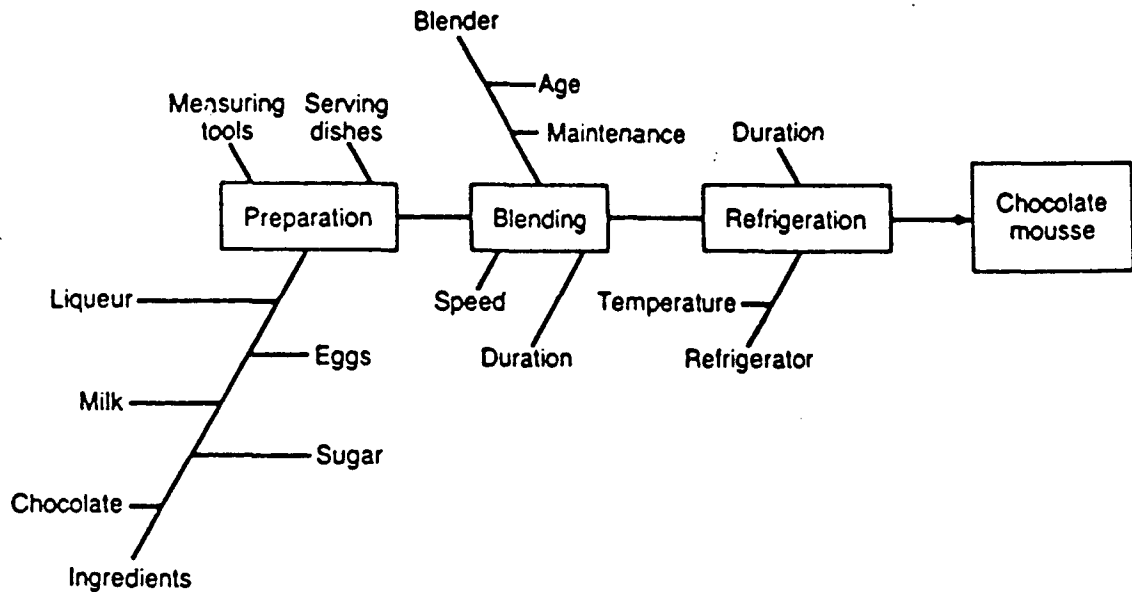 Blender
Age
Measuring
tools
Serving
dishes
Maintenance
Duration
Preparation
Blending
Refrigeration
Chocolate
mousse
Liqueur
Speed
Temperature
Eggs
Duration
Refrigerator
Milk
Sugar
Chocolate
Ingredients